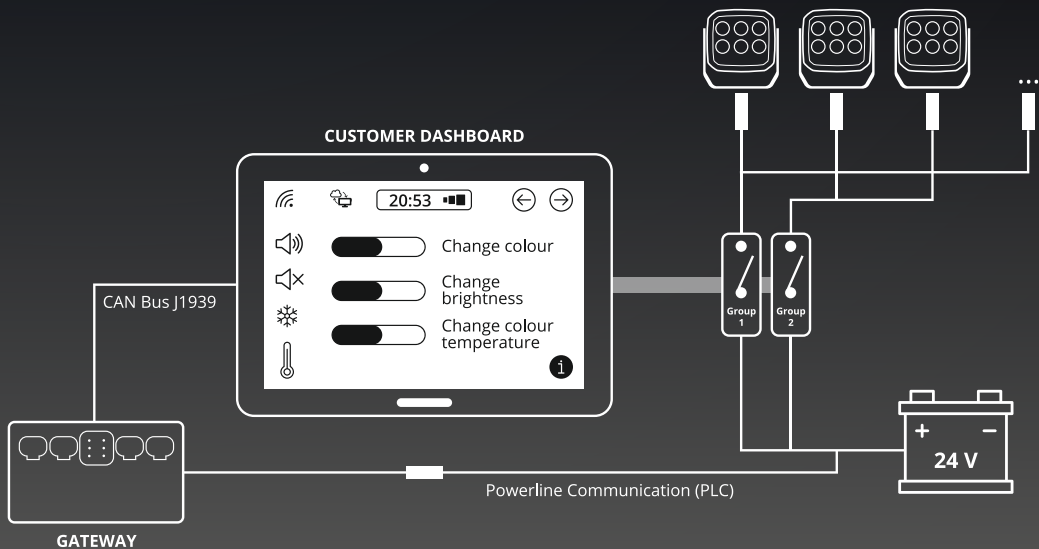 ...
CUSTOMER DASHBOARD
20:53
Change colour
Change
brightness
Change colour
temperature
i
CAN Bus J1939
Group
1
Group
2
+ −
24 V
Powerline Communication (PLC)
GATEWAY